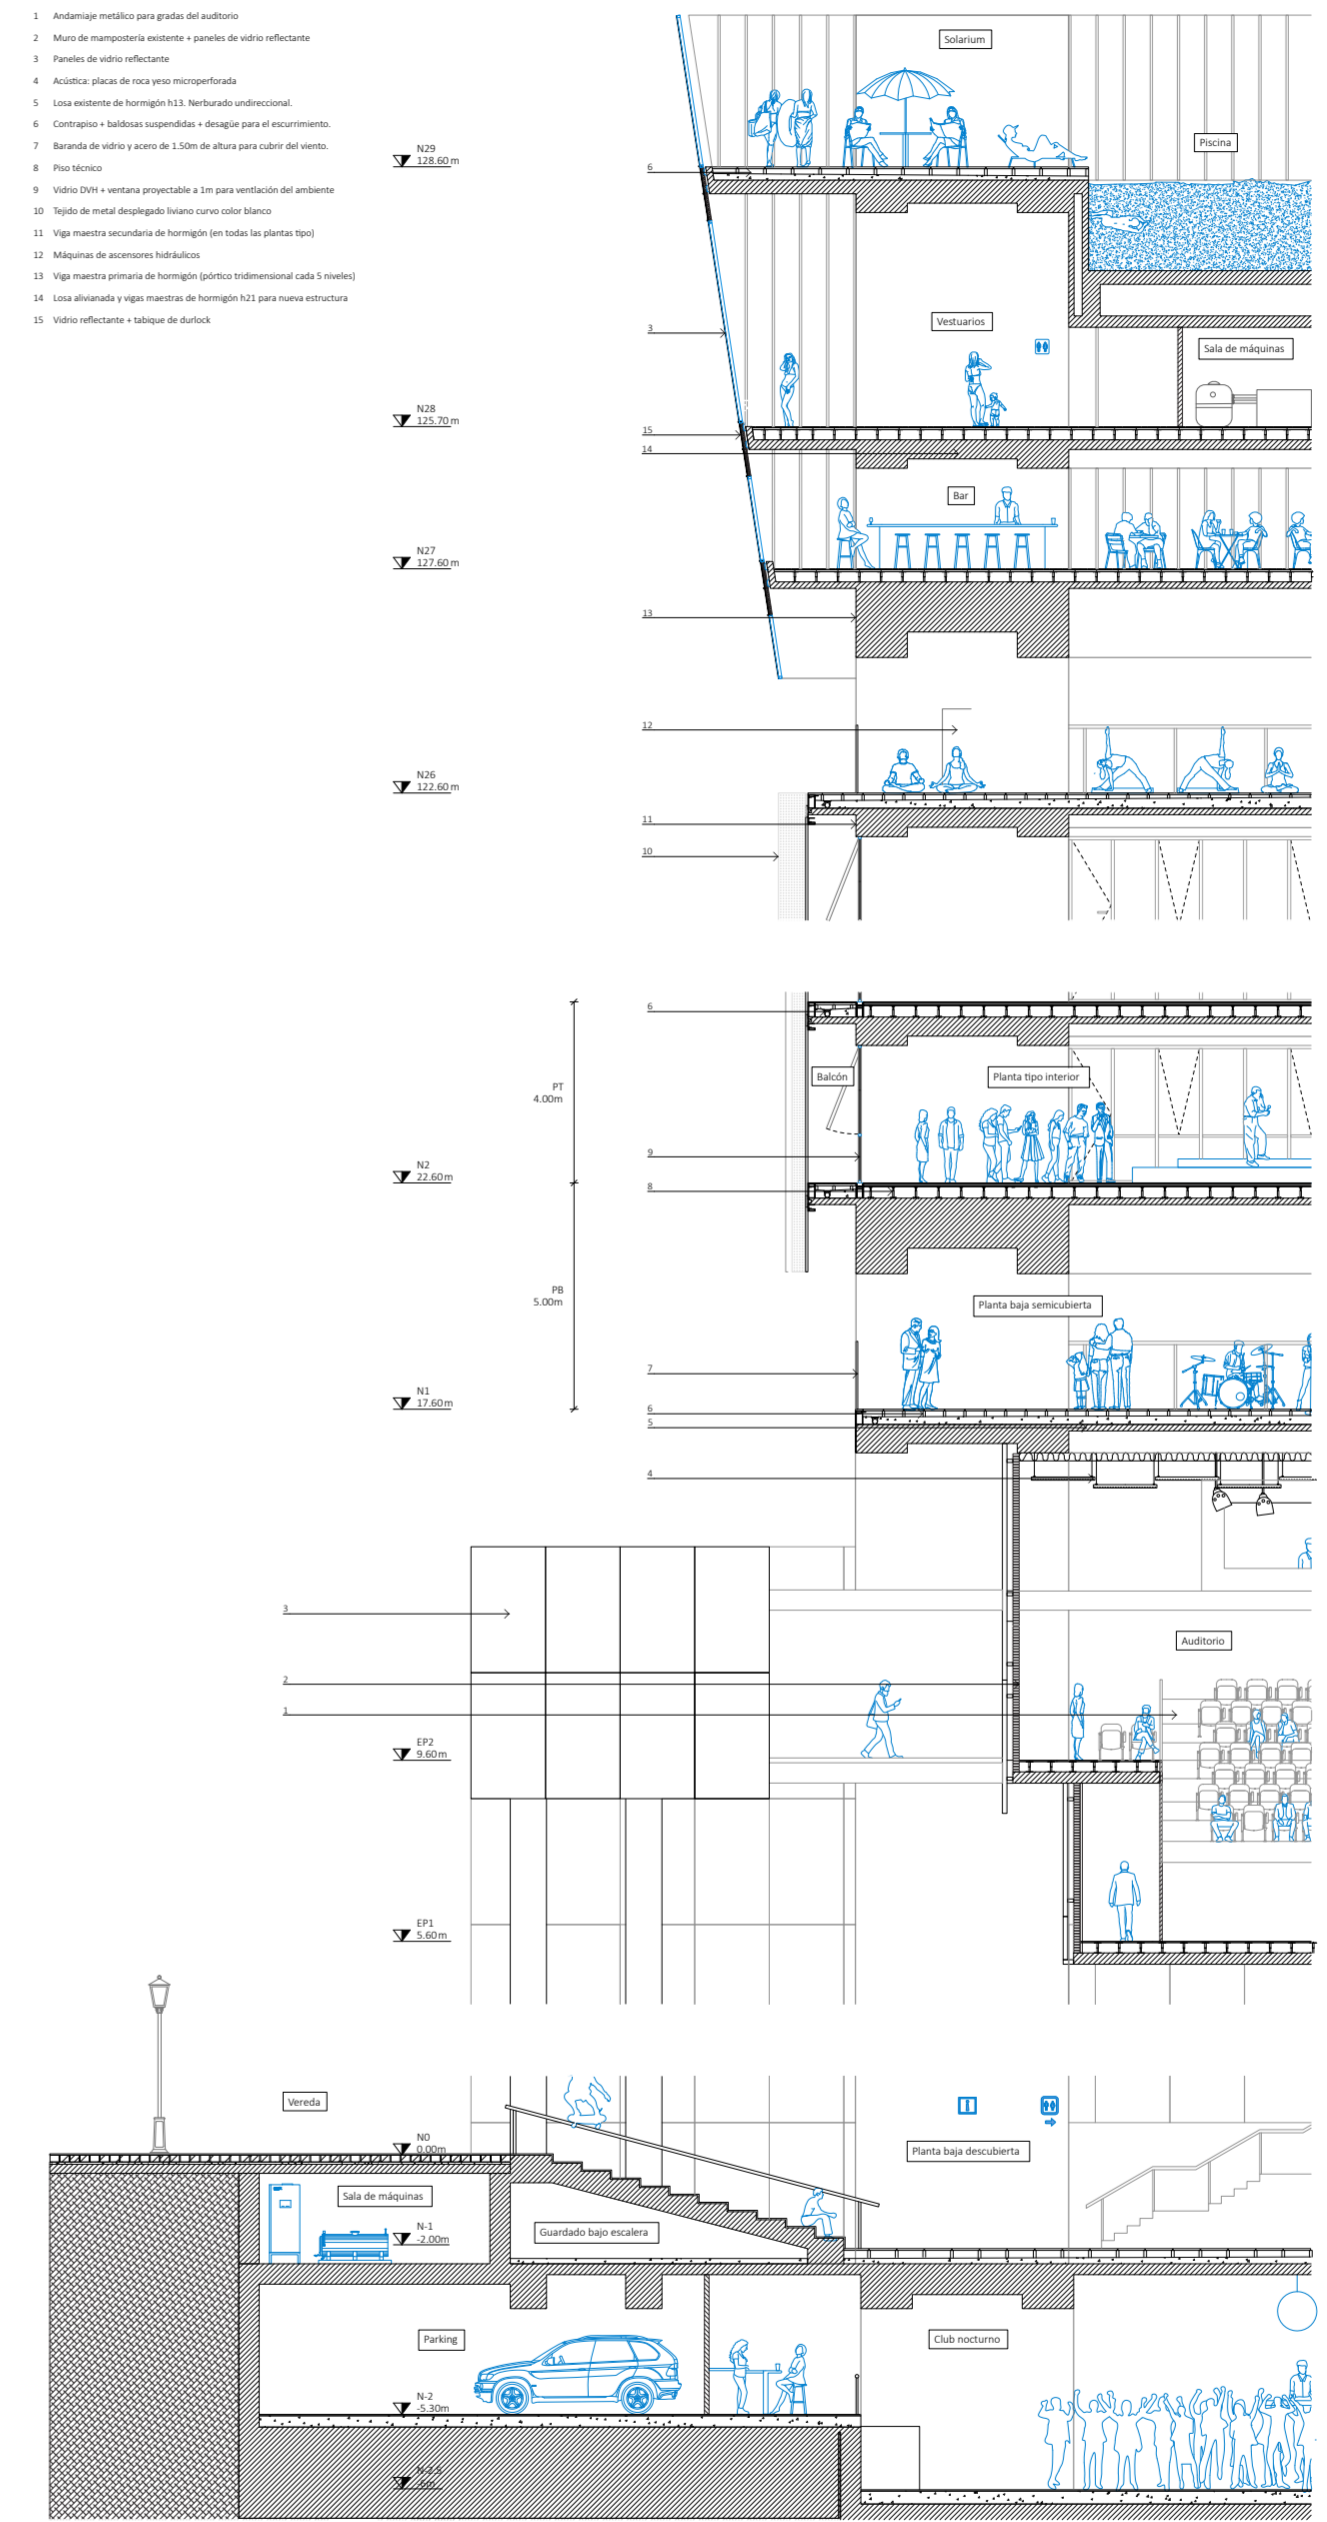 1 Andamiaje metálico para gradas del auditorio
2 Muro de mampostería existente + paneles de vidrio reflectante
3 Paneles de vidrio reflectante
4 Acústica: placas de roca yeso microperforada
5 Losa existente de hormigón h13. Nerburado undireccional.
6 Contrapiso + baldosas suspendidas + desagüe para el escurrimiento.
7 Baranda de vidrio y acero de 1.50m de altura para cubrir del viento.
8 Piso técnico
9 Vidrio DVH + ventana proyectable a 1m para ventlación del ambiente
10 Tejido de metal desplegado liviano curvo color blanco
11 Viga maestra secundaria de hormigón (en todas las plantas tipo)
12 Máquinas de ascensores hidráulicos
13 Viga maestra primaria de hormigón (pórtico tridimensional cada 5 niveles)
14 Losa alivianada y vigas maestras de hormigón h21 para nueva estructura
15 Vidrio reflectante + tabique de durlock
Solarium
Piscina
N29
128.60 m
6
Vestuarios
3
Sala de máquinas
N28
125.70 m
15
14
Bar
N27
127.60 m
13
12
N26
122.60 m
11
10
6
Balcón
Planta tipo interior
PT
4.00m
9
N2
22.60 m
8
PB
5.00m
Planta baja semicubierta
7
N1
17.60 m
6
5
4
3
Auditorio
2
1
EP2
9.60 m
EP1
5.60 m
Vereda
N0
0.00m
Planta baja descubierta
Sala de máquinas
N-1
-2.00m
Guardado bajo escalera
Parking
Club nocturno
N-2
-5.30m
N-2.5
-6m